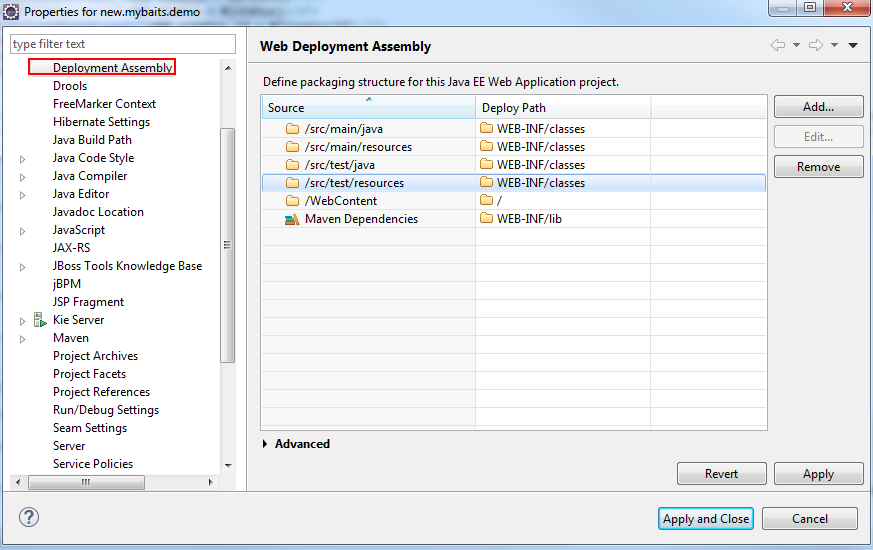 Properties for new.mybaits.demo
type filter text
Deployment Assembly
Drools
FreeMarker Context
Hibernate Settings
Java Build Path
Java Code Style
Java Compiler
Java Editor
Javadoc Location
JavaScript
JAX-RS
JBoss Tools Knowledge Base
jBPM
JSP Fragment
Kie Server
Maven
Project Archives
Project Facets
Project References
Run/Debug Settings
Seam Settings
Server
Service Policies
Web Deployment Assembly
Define packaging structure for this Java EE Web Application project.
Source Deploy Path
/src/main/java WEB-INF/classes
/src/main/resources WEB-INF/classes
/src/test/java WEB-INF/classes
/src/test/resources WEB-INF/classes
/WebContent /
Maven Dependencies WEB-INF/lib
Add...
Edit...
Remove
Advanced
Revert Apply
? Apply and Close Cancel